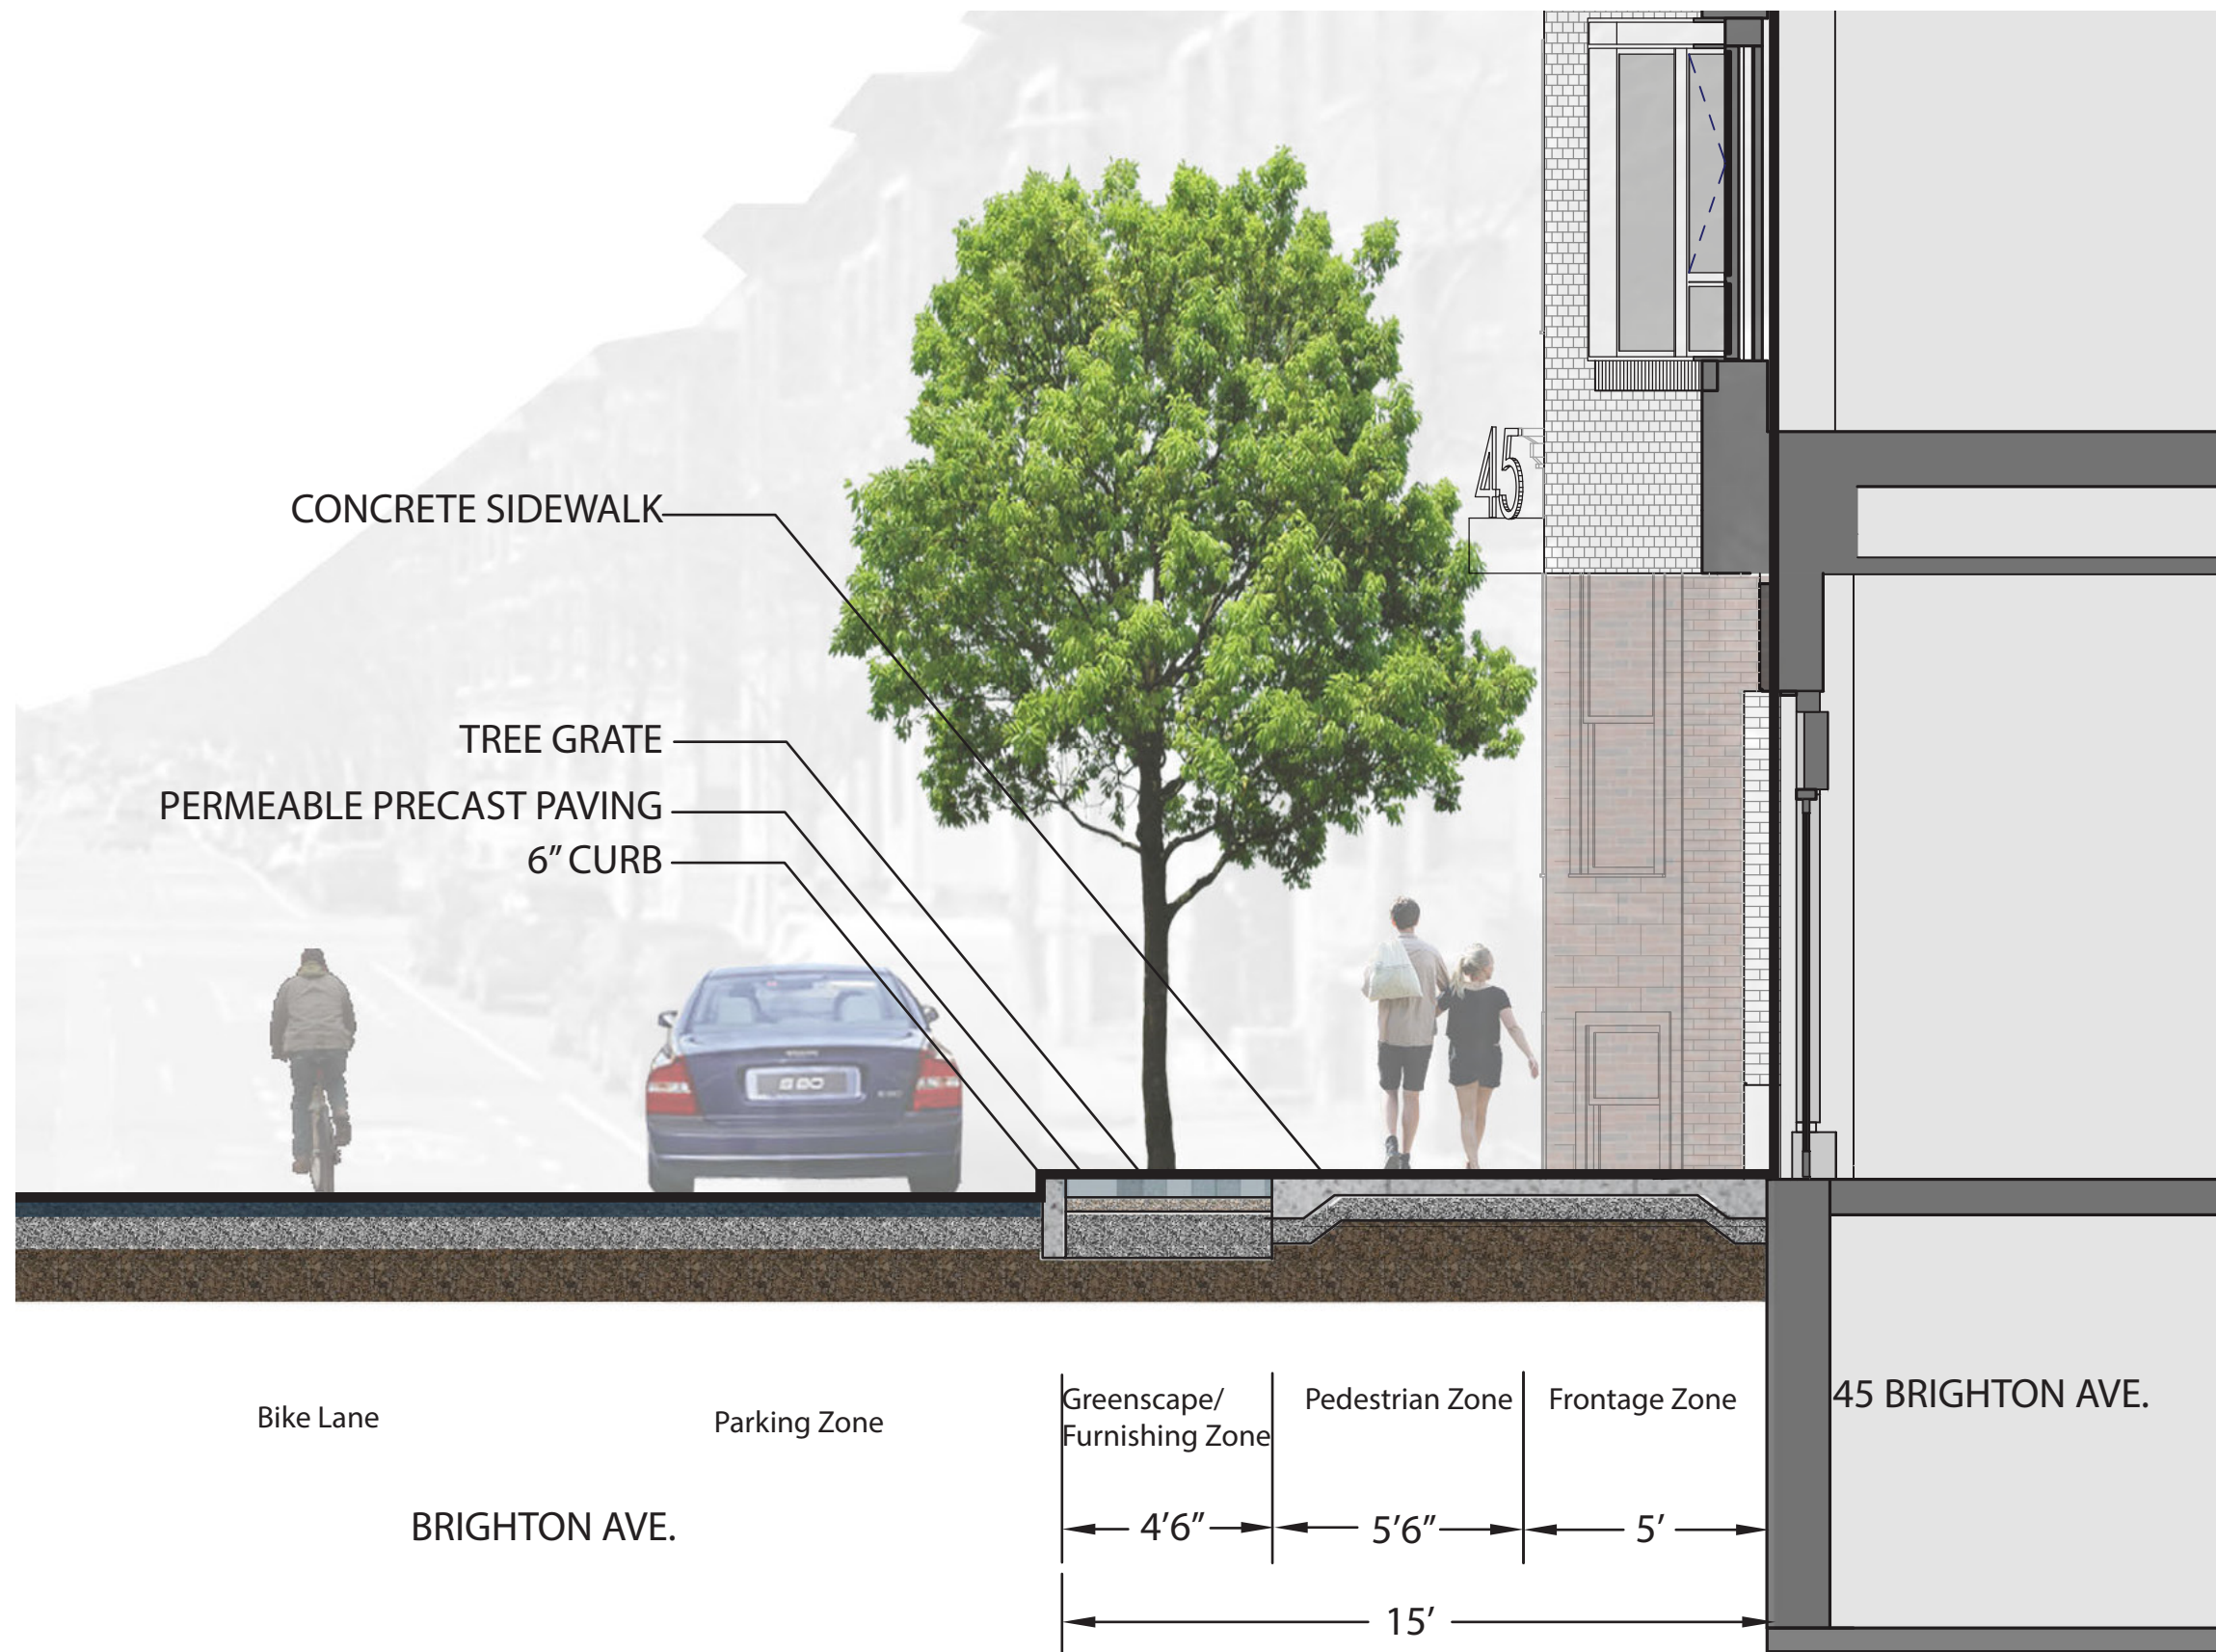 45
CONCRETE SIDEWALK
TREE GRATE
PERMEABLE PRECAST PAVING
6" CURB
Bike Lane
Parking Zone
Greenscape/
Furnishing Zone
Pedestrian Zone
Frontage Zone
45 BRIGHTON AVE.
BRIGHTON AVE.
4'6"
5'6"
5'
15'